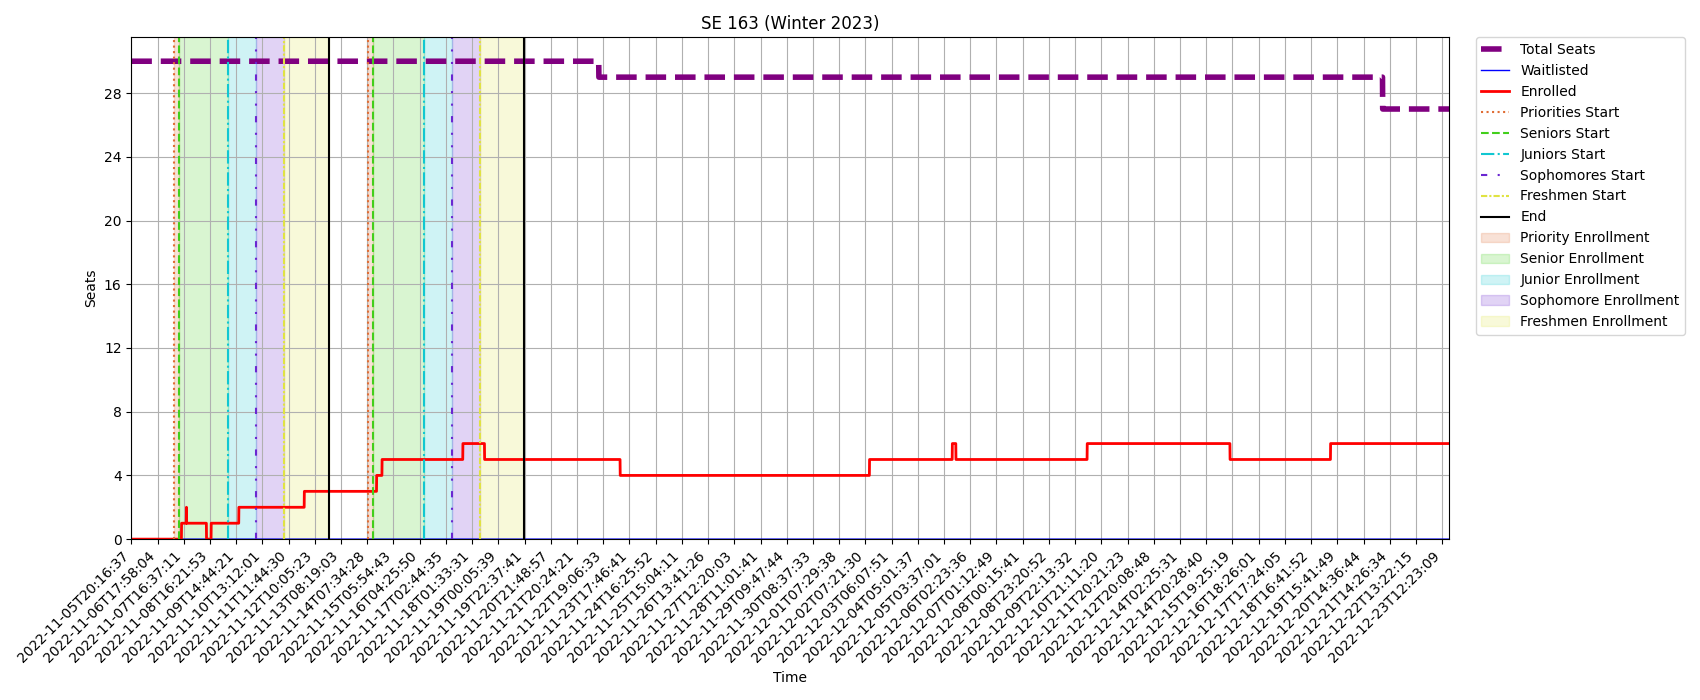 SE 163 (Winter 2023)
Total Seats
Waitlisted
Enrolled
Priorities Start
Seniors Start
Juniors Start
Sophomores Start
Freshmen Start
End
Priority Enrollment
Senior Enrollment
Junior Enrollment
Sophomore Enrollment
Freshmen Enrollment
Seats
28
24
20
16
12
8
4
0
2022-11-05T20:16:37
2022-11-06T17:58:04
2022-11-07T16:37:11
2022-11-08T16:21:53
2022-11-09T14:44:21
2022-11-10T13:12:01
2022-11-11T11:44:30
2022-11-12T10:05:23
2022-11-13T08:19:03
2022-11-14T07:34:28
2022-11-15T05:54:43
2022-11-16T04:25:50
2022-11-17T02:44:35
2022-11-18T01:33:31
2022-11-19T00:05:39
2022-11-19T22:37:41
2022-11-20T21:48:57
2022-11-21T20:24:21
2022-11-22T19:06:33
2022-11-23T17:46:41
2022-11-24T16:25:52
2022-11-25T15:04:11
2022-11-26T13:41:26
2022-11-27T12:20:03
2022-11-28T11:01:41
2022-11-29T09:47:44
2022-11-30T08:37:33
2022-12-01T07:29:38
2022-12-02T07:21:30
2022-12-03T06:07:51
2022-12-04T05:01:37
2022-12-05T03:37:01
2022-12-06T02:23:36
2022-12-07T01:12:49
2022-12-08T00:15:41
2022-12-08T23:20:52
2022-12-09T22:13:32
2022-12-10T21:11:20
2022-12-11T20:21:23
2022-12-12T20:08:48
2022-12-14T02:25:31
2022-12-14T20:28:40
2022-12-15T19:25:19
2022-12-16T18:26:01
2022-12-17T17:24:05
2022-12-18T16:41:52
2022-12-19T15:41:49
2022-12-20T14:36:44
2022-12-21T14:26:34
2022-12-22T13:22:15
2022-12-23T12:23:09
Time